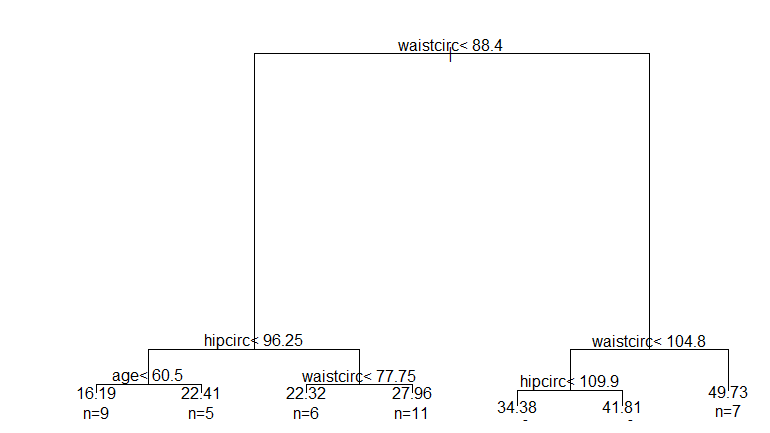 waistcirc< 88.4
hipcirc< 96.25
waistcirc< 104.8
age< 60.5
waistcirc< 77.75
hipcirc< 109.9
16.19
22.41
22.32
27.96
34.38
41.81
49.73
n=9
n=5
n=6
n=11
n=7